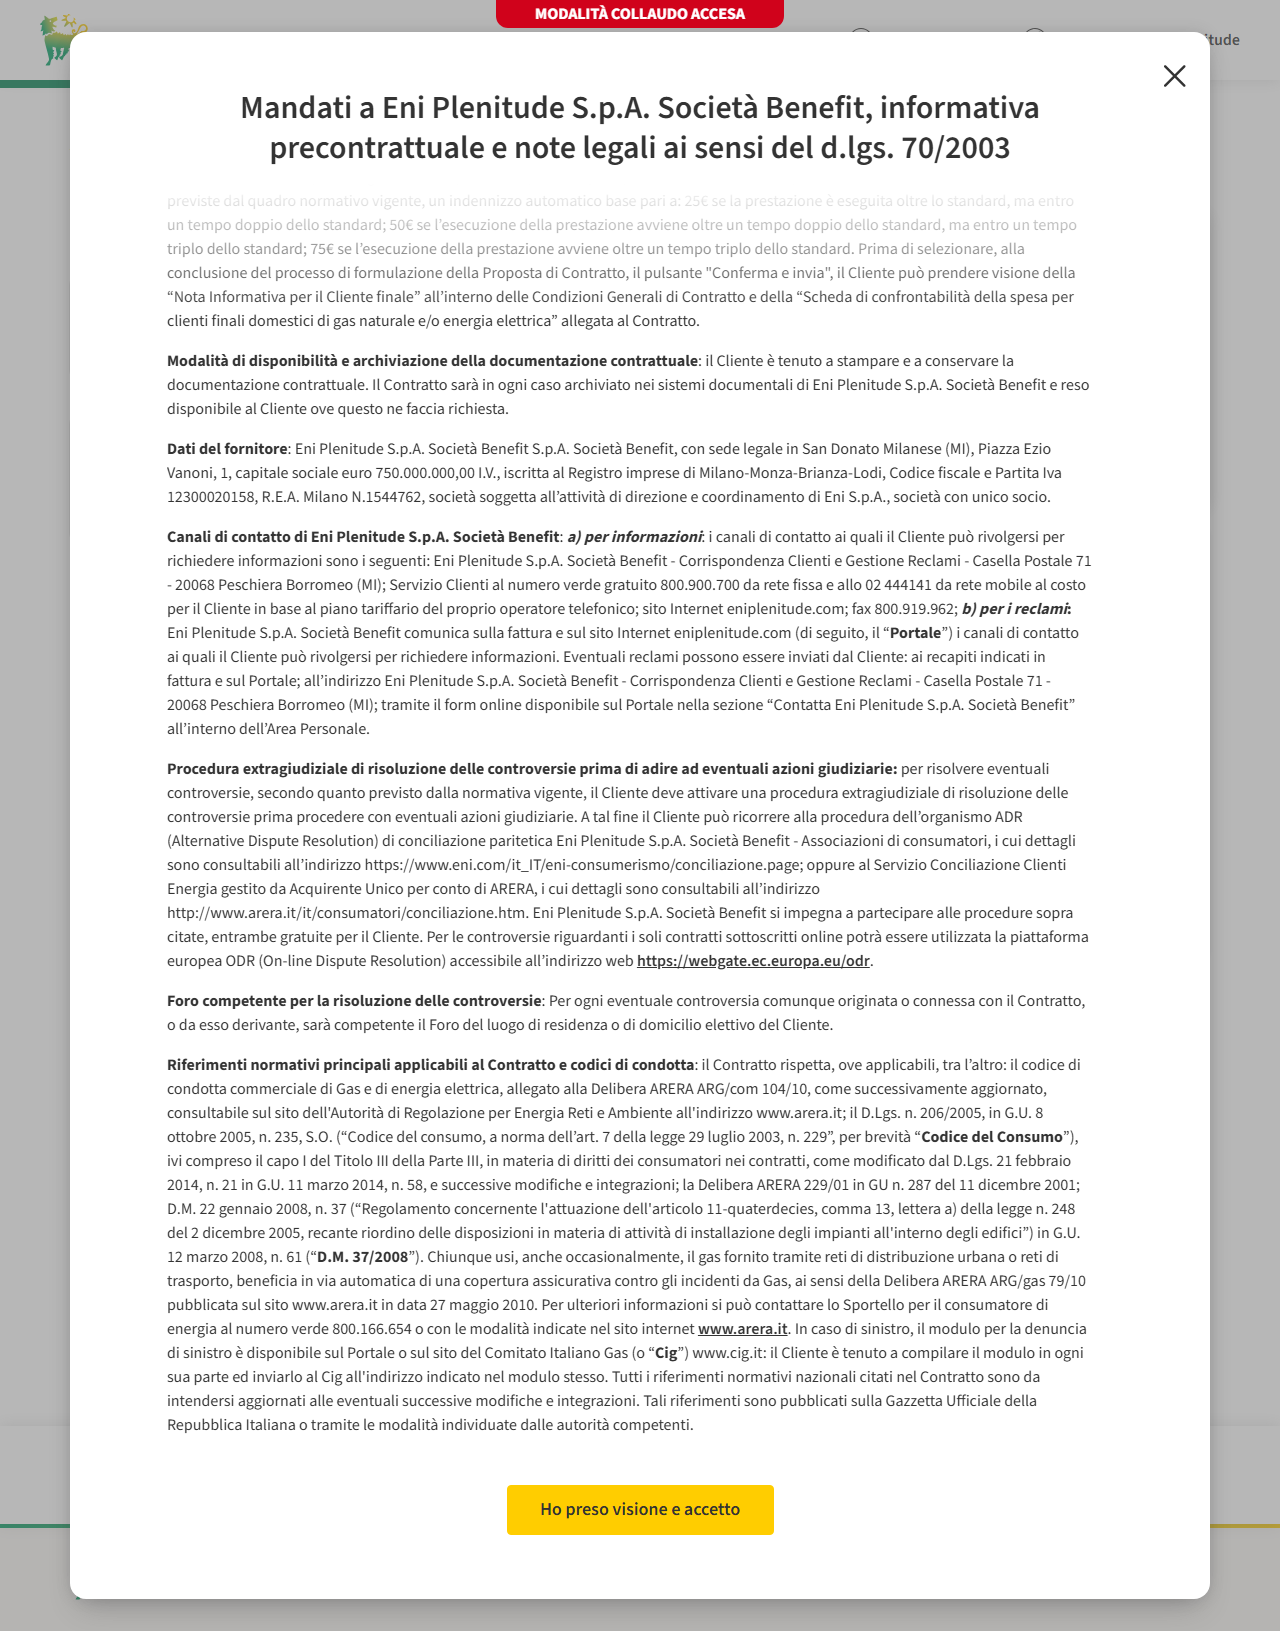 MODALITÀ COLLAUDO ACCESA
itude
Mandati a Eni Plenitude S.p.A. Società Benefit, informativa
precontrattuale e note legali ai sensi del d.lgs. 70/2003
previste dal quadro normativo vigente, un indennizzo automatico base pari a: 25€ se la prestazione è eseguita oltre lo standard, ma entro
un tempo doppio dello standard; 50€ se l’esecuzione della prestazione avviene oltre un tempo doppio dello standard, ma entro un tempo
triplo dello standard; 75€ se l’esecuzione della prestazione avviene oltre un tempo triplo dello standard. Prima di selezionare, alla
conclusione del processo di formulazione della Proposta di Contratto, il pulsante "Conferma e invia", il Cliente può prendere visione della
“Nota Informativa per il Cliente finale” all’interno delle Condizioni Generali di Contratto e della “Scheda di confrontabilità della spesa per
clienti finali domestici di gas naturale e/o energia elettrica” allegata al Contratto.
Modalità di disponibilità e archiviazione della documentazione contrattuale: il Cliente è tenuto a stampare e a conservare la
documentazione contrattuale. Il Contratto sarà in ogni caso archiviato nei sistemi documentali di Eni Plenitude S.p.A. Società Benefit e reso
disponibile al Cliente ove questo ne faccia richiesta.
Dati del fornitore: Eni Plenitude S.p.A. Società Benefit S.p.A. Società Benefit, con sede legale in San Donato Milanese (MI), Piazza Ezio
Vanoni, 1, capitale sociale euro 750.000.000,00 I.V., iscritta al Registro imprese di Milano-Monza-Brianza-Lodi, Codice fiscale e Partita Iva
12300020158, R.E.A. Milano N.1544762, società soggetta all’attività di direzione e coordinamento di Eni S.p.A., società con unico socio.
Canali di contatto di Eni Plenitude S.p.A. Società Benefit: a) per informazioni: i canali di contatto ai quali il Cliente può rivolgersi per
richiedere informazioni sono i seguenti: Eni Plenitude S.p.A. Società Benefit - Corrispondenza Clienti e Gestione Reclami - Casella Postale 71
- 20068 Peschiera Borromeo (MI); Servizio Clienti al numero verde gratuito 800.900.700 da rete fissa e allo 02 444141 da rete mobile al costo
per il Cliente in base al piano tariffario del proprio operatore telefonico; sito Internet eniplenitude.com; fax 800.919.962; b) per i reclami:
Eni Plenitude S.p.A. Società Benefit comunica sulla fattura e sul sito Internet eniplenitude.com (di seguito, il “Portale”) i canali di contatto
ai quali il Cliente può rivolgersi per richiedere informazioni. Eventuali reclami possono essere inviati dal Cliente: ai recapiti indicati in
fattura e sul Portale; all’indirizzo Eni Plenitude S.p.A. Società Benefit - Corrispondenza Clienti e Gestione Reclami - Casella Postale 71 -
20068 Peschiera Borromeo (MI); tramite il form online disponibile sul Portale nella sezione “Contatta Eni Plenitude S.p.A. Società Benefit”
all’interno dell’Area Personale.
Procedura extragiudiziale di risoluzione delle controversie prima di adire ad eventuali azioni giudiziarie: per risolvere eventuali
controversie, secondo quanto previsto dalla normativa vigente, il Cliente deve attivare una procedura extragiudiziale di risoluzione delle
controversie prima procedere con eventuali azioni giudiziarie. A tal fine il Cliente può ricorrere alla procedura dell’organismo ADR
(Alternative Dispute Resolution) di conciliazione paritetica Eni Plenitude S.p.A. Società Benefit - Associazioni di consumatori, i cui dettagli
sono consultabili all’indirizzo https://www.eni.com/it_IT/eni-consumerismo/conciliazione.page; oppure al Servizio Conciliazione Clienti
Energia gestito da Acquirente Unico per conto di ARERA, i cui dettagli sono consultabili all’indirizzo
http://www.arera.it/it/consumatori/conciliazione.htm. Eni Plenitude S.p.A. Società Benefit si impegna a partecipare alle procedure sopra
citate, entrambe gratuite per il Cliente. Per le controversie riguardanti i soli contratti sottoscritti online potrà essere utilizzata la piattaforma
europea ODR (On-line Dispute Resolution) accessibile all’indirizzo web https://webgate.ec.europa.eu/odr.
Foro competente per la risoluzione delle controversie: Per ogni eventuale controversia comunque originata o connessa con il Contratto,
o da esso derivante, sarà competente il Foro del luogo di residenza o di domicilio elettivo del Cliente.
Riferimenti normativi principali applicabili al Contratto e codici di condotta: il Contratto rispetta, ove applicabili, tra l’altro: il codice di
condotta commerciale di Gas e di energia elettrica, allegato alla Delibera ARERA ARG/com 104/10, come successivamente aggiornato,
consultabile sul sito dell'Autorità di Regolazione per Energia Reti e Ambiente all'indirizzo www.arera.it; il D.Lgs. n. 206/2005, in G.U. 8
ottobre 2005, n. 235, S.O. (“Codice del consumo, a norma dell’art. 7 della legge 29 luglio 2003, n. 229”, per brevità “Codice del Consumo”),
ivi compreso il capo I del Titolo III della Parte III, in materia di diritti dei consumatori nei contratti, come modificato dal D.Lgs. 21 febbraio
2014, n. 21 in G.U. 11 marzo 2014, n. 58, e successive modifiche e integrazioni; la Delibera ARERA 229/01 in GU n. 287 del 11 dicembre 2001;
D.M. 22 gennaio 2008, n. 37 (“Regolamento concernente l'attuazione dell'articolo 11-quaterdecies, comma 13, lettera a) della legge n. 248
del 2 dicembre 2005, recante riordino delle disposizioni in materia di attività di installazione degli impianti all'interno degli edifici”) in G.U.
12 marzo 2008, n. 61 (“D.M. 37/2008”). Chiunque usi, anche occasionalmente, il gas fornito tramite reti di distribuzione urbana o reti di
trasporto, beneficia in via automatica di una copertura assicurativa contro gli incidenti da Gas, ai sensi della Delibera ARERA ARG/gas 79/10
pubblicata sul sito www.arera.it in data 27 maggio 2010. Per ulteriori informazioni si può contattare lo Sportello per il consumatore di
energia al numero verde 800.166.654 o con le modalità indicate nel sito internet www.arera.it. In caso di sinistro, il modulo per la denuncia
di sinistro è disponibile sul Portale o sul sito del Comitato Italiano Gas (o “Cig”) www.cig.it: il Cliente è tenuto a compilare il modulo in ogni
sua parte ed inviarlo al Cig all'indirizzo indicato nel modulo stesso. Tutti i riferimenti normativi nazionali citati nel Contratto sono da
intendersi aggiornati alle eventuali successive modifiche e integrazioni. Tali riferimenti sono pubblicati sulla Gazzetta Ufficiale della
Repubblica Italiana o tramite le modalità individuate dalle autorità competenti.
Ho preso visione e accetto